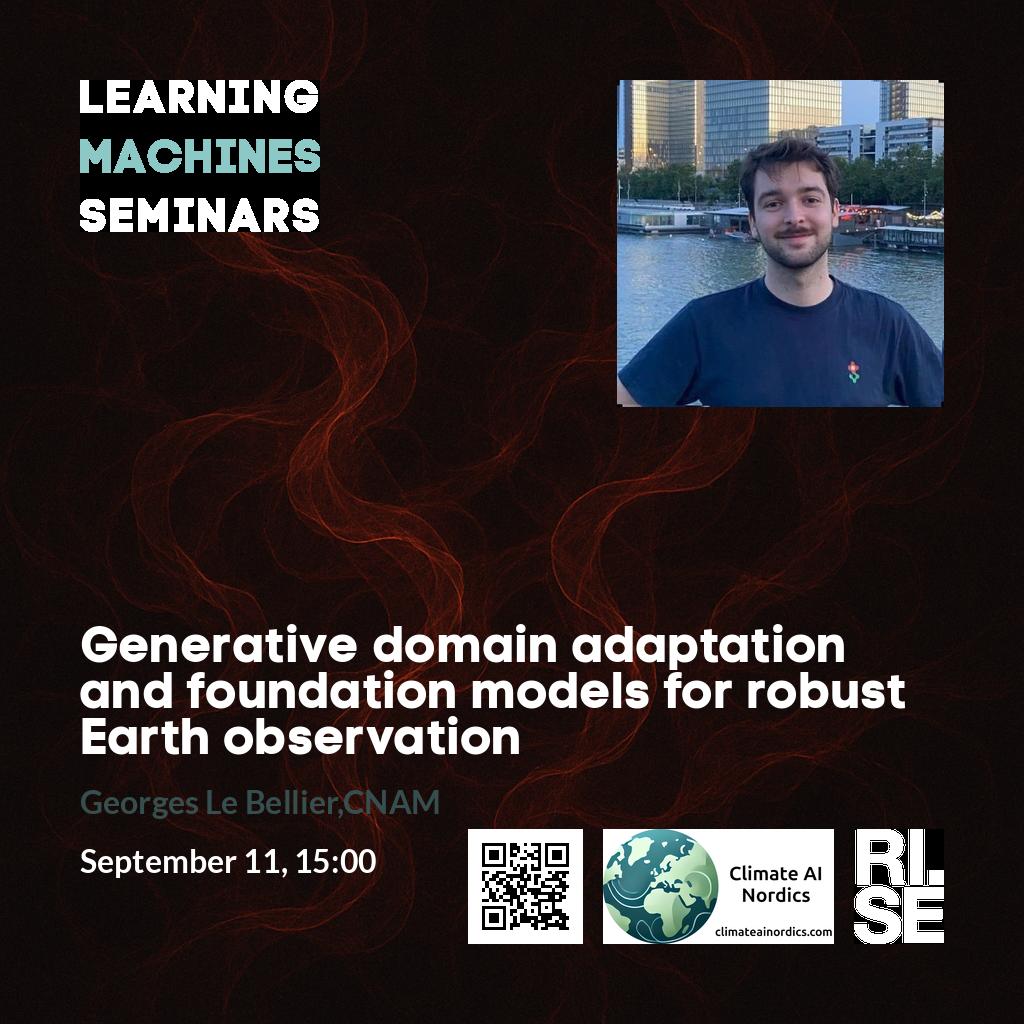 LEARNING
MACHINES
SEMINARS
Generative domain adaptation
and foundation models for robust
Earth observation
Georges Le Bellier,CNAM
September 11, 15:00
Climate AI
Nordics
climateainordics.com
RI.
SE